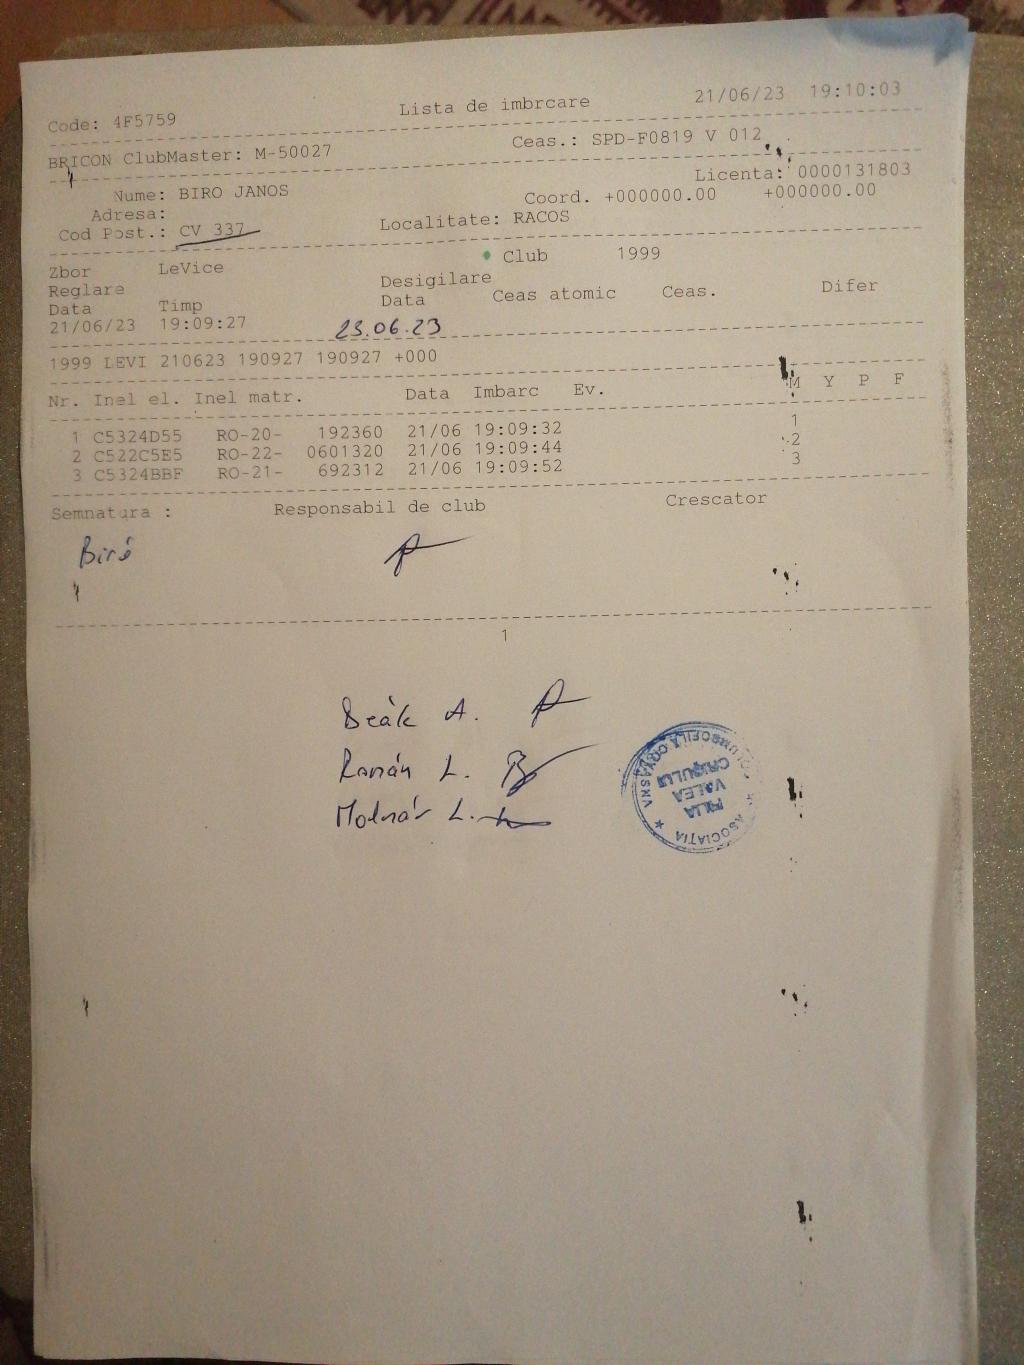 Lista de imbrcare 21/06/23 19:10:03
Code: 4F5759
BRICON ClubMaster: M-50027 Ceas.: SPD-F0819 V 012
Licenta: 0000131803
Nume: BIRO JANOS Coord. +000000.00 +000000.00
Adresa:
Cod Post.: CV 337 Localitate: RACOS
Zbor LeVice Club 1999
Reglare Desigilare
Data Timp Data Ceas atomic Ceas. Difer
21/06/23 19:09:27 23.06.23
1999 LEVI 210623 190927 190927 +000
Nr. Inel el. Inel matr. Data Imbarc Ev. M Y P F
1 C5324D55 RO-20- 192360 21/06 19:09:32 1
2 C522C5E5 RO-22- 0601320 21/06 19:09:44 2
3 C5324BBF RO-21- 692312 21/06 19:09:52 3
Semnatura : Responsabil de club Crescator
Biró
1
Deák A.
Román L.
Molnár L.
ASOCIAȚIA COLUMBOFILĂ COVASNA
FILIA
VALEA
CRIȘULUI